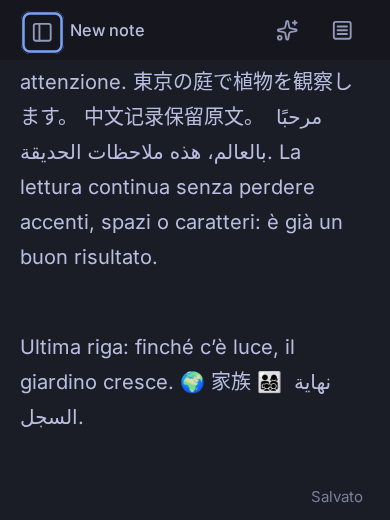 New note
attenzione. 東京の庭で植物を観察し
ます。 中文记录保留原文。 مرحبًا
بالعالم، هذه ملاحظات الحديقة. La
lettura continua senza perdere
accenti, spazi o caratteri: è già un
buon risultato.
Ultima riga: finché c’è luce, il
giardino cresce. 🌍 家族 👨‍👩‍👧‍👦 نهاية
السجل.
Salvato